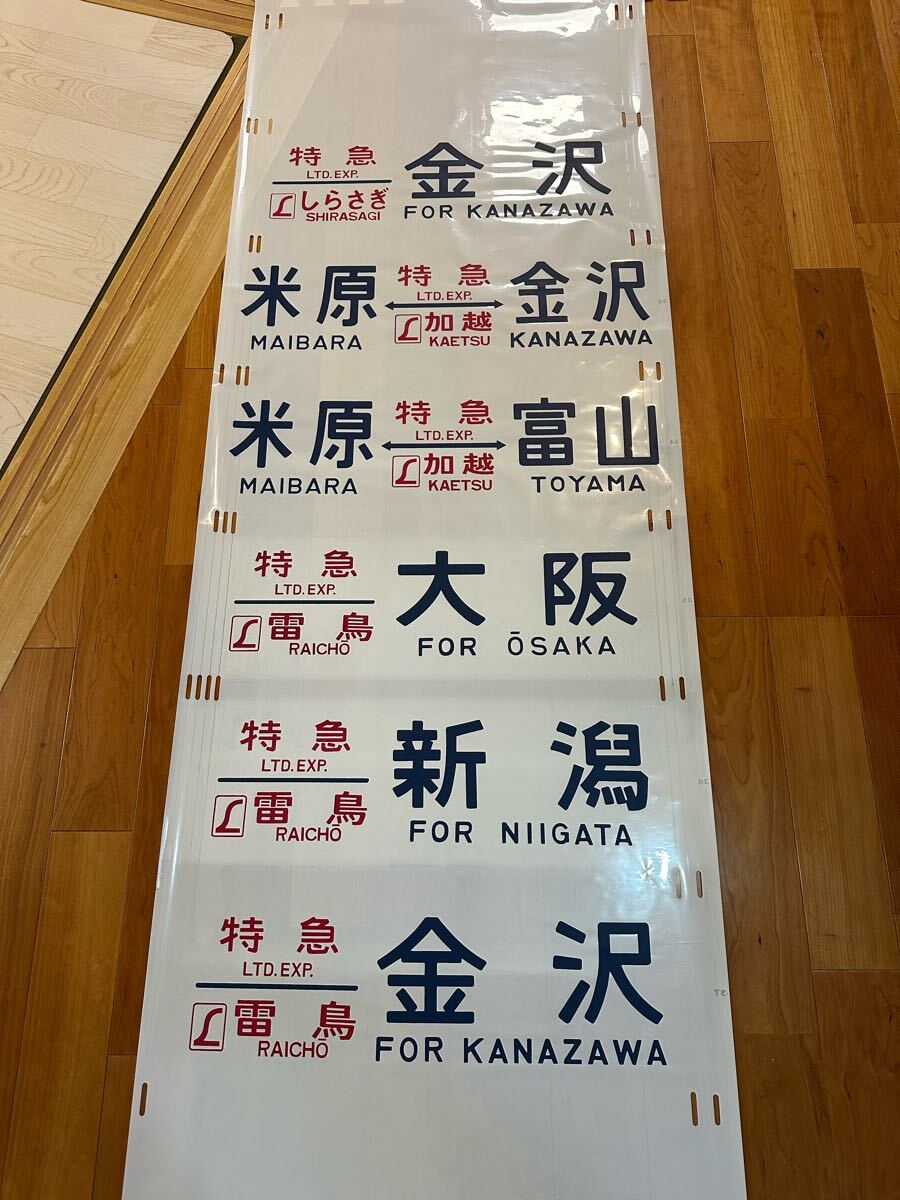 特急 金沢
LTD.EXP.
L しらさぎ
SHIRASAGI FOR KANAZAWA
米原 特急 金沢
LTD.EXP.
L 加越
MAIBARA KAETSU KANAZAWA
米原 特急 富山
LTD.EXP.
L 加越
MAIBARA KAETSU TOYAMA
特急 大阪
LTD.EXP.
L 雷鳥
RAICHŌ FOR ŌSAKA
特急 新潟
LTD.EXP.
L 雷鳥
RAICHŌ FOR NIIGATA
特急 金沢
LTD.EXP.
L 雷鳥
RAICHŌ FOR KANAZAWA
37